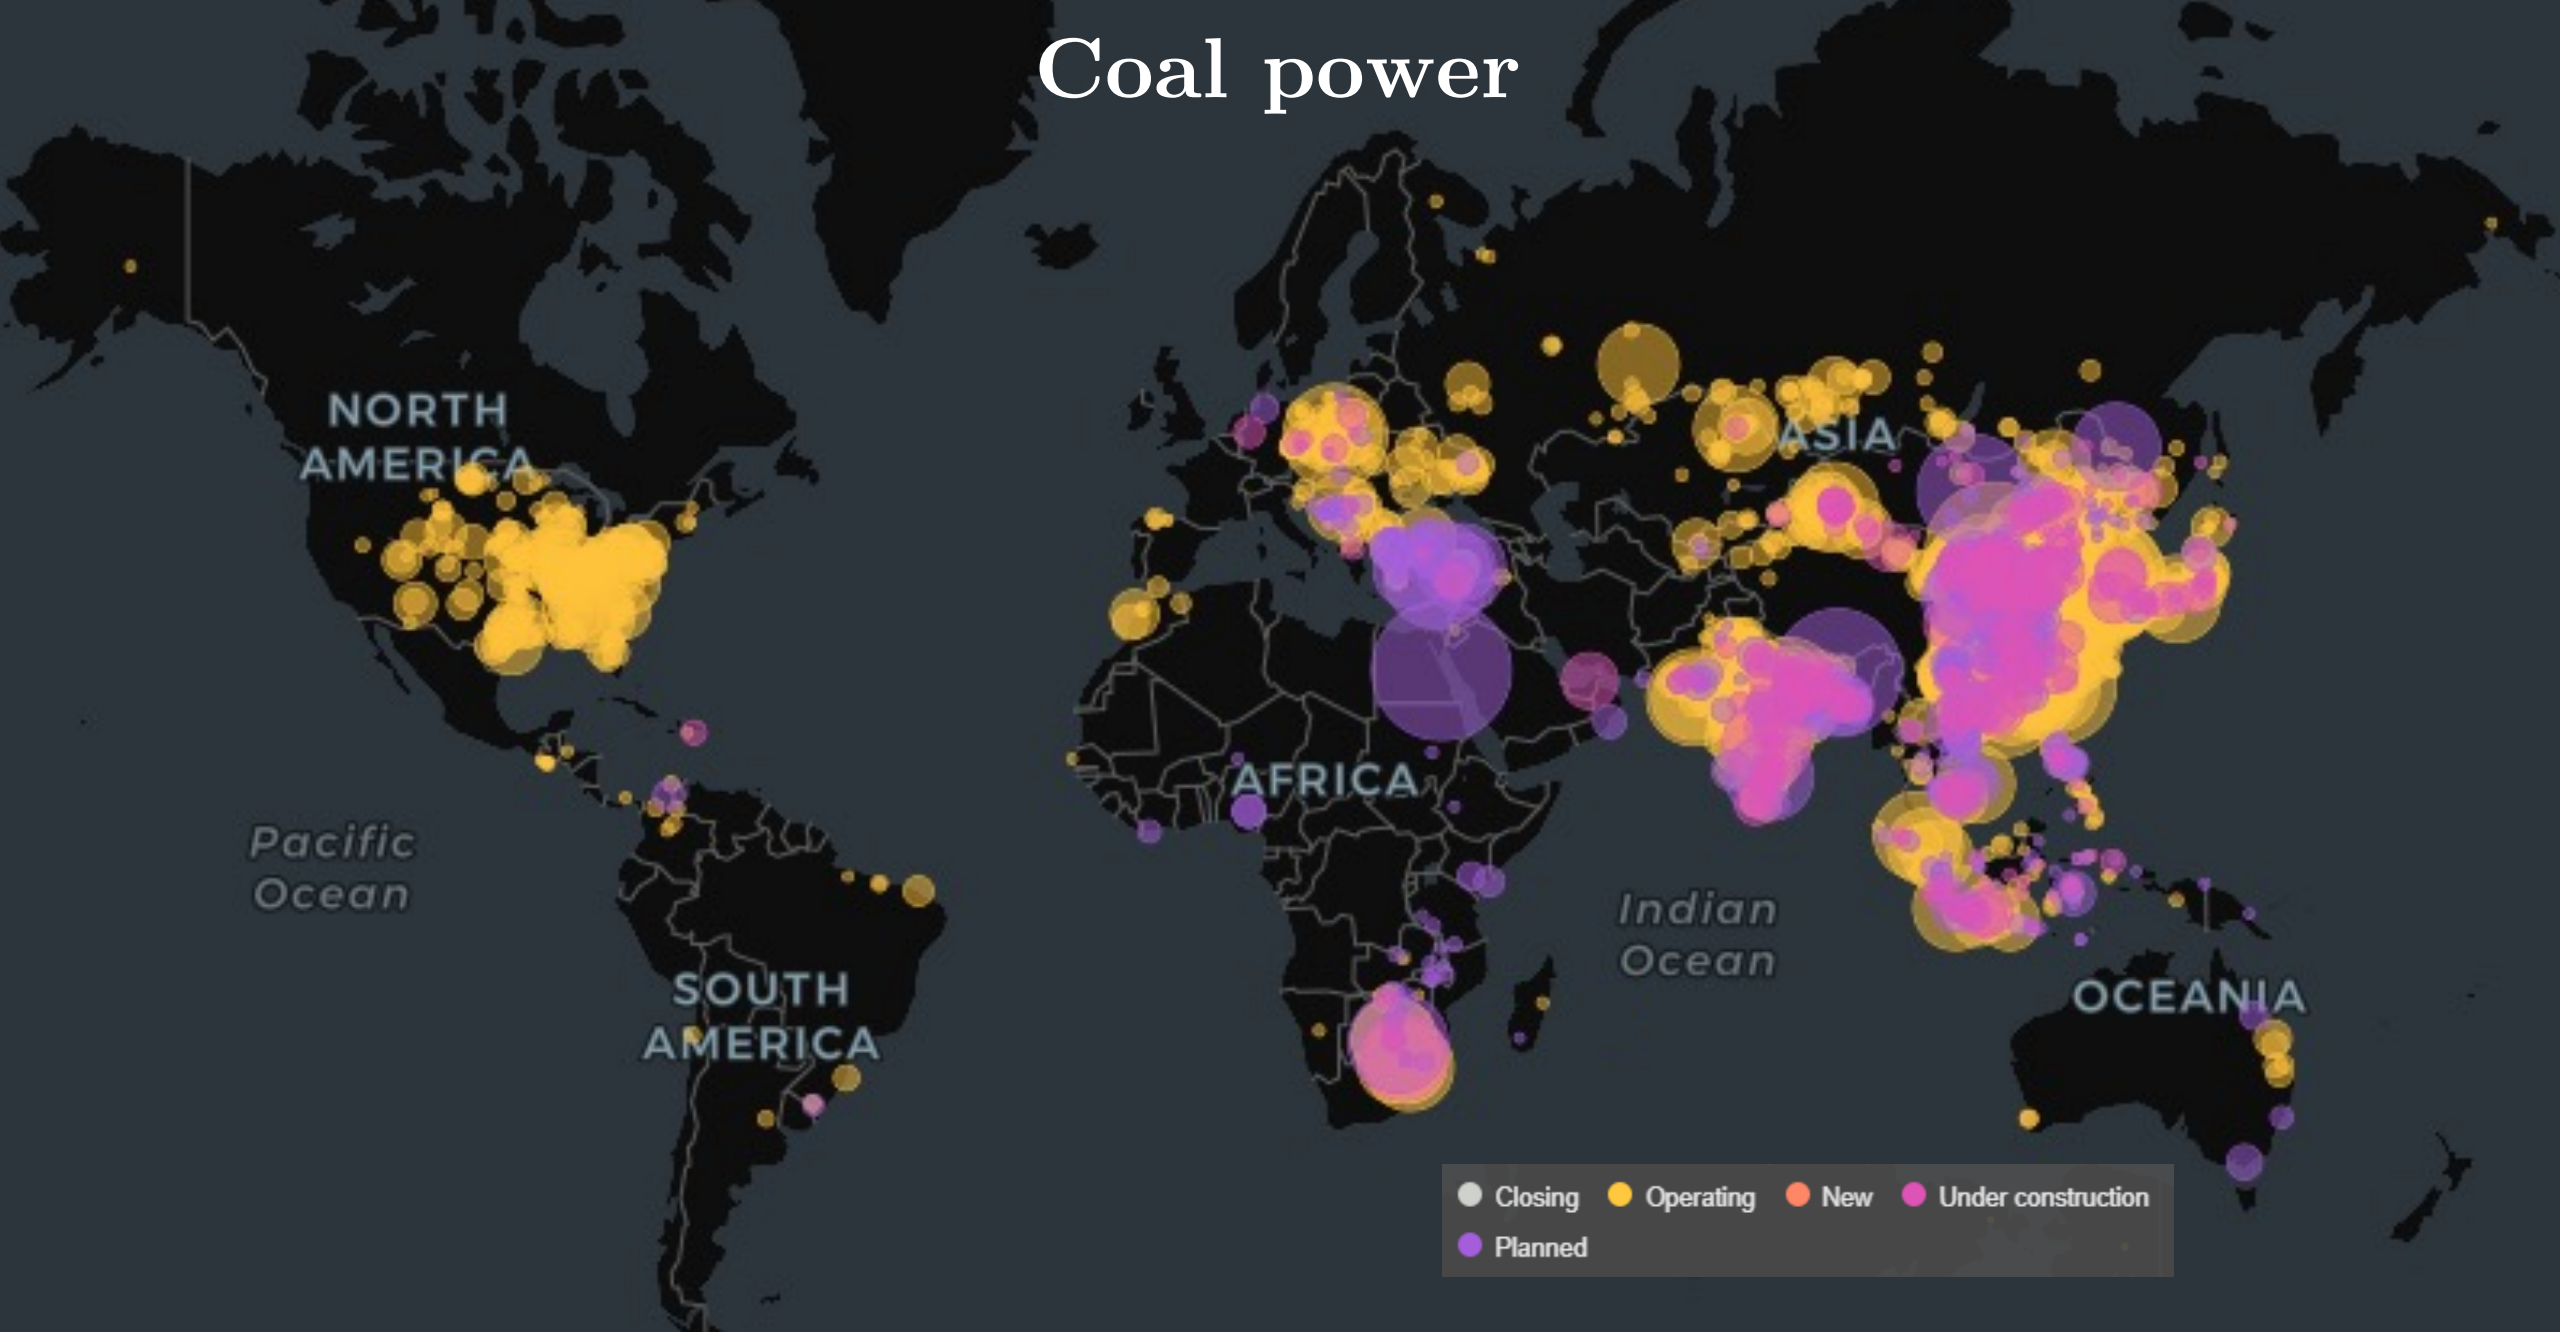 Coal power
NORTH
AMERICA
ASIA
AFRICA
Pacific
Ocean
Indian
Ocean
SOUTH
AMERICA
OCEANIA
Closing Operating New Under construction
Planned